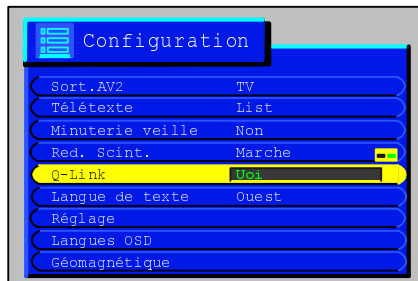 Configuration
Sort.AV2 TV
Télétexte List
Minuterie veille Non
Red. Scint. Marche
Q-Link Uoi
Langue de texte Ouest
Réglage
Langues OSD
Géomagnétique